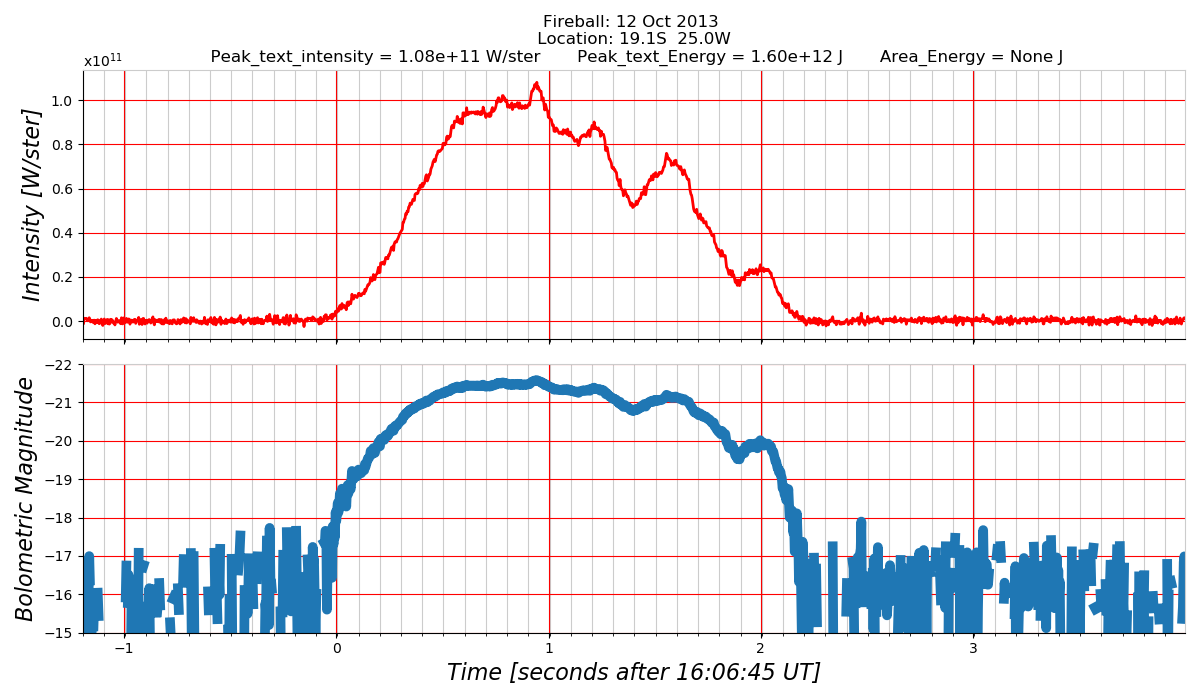 Fireball: 12 Oct 2013
Location: 19.1S  25.0W
Peak_text_intensity = 1.08e+11 W/ster       Peak_text_Energy = 1.60e+12 J       Area_Energy = None J
x10¹¹
Intensity [W/ster]
1.0
0.8
0.6
0.4
0.2
0.0
Bolometric Magnitude
−22
−21
−20
−19
−18
−17
−16
−15
−1 0 1 2 3
Time [seconds after 16:06:45 UT]